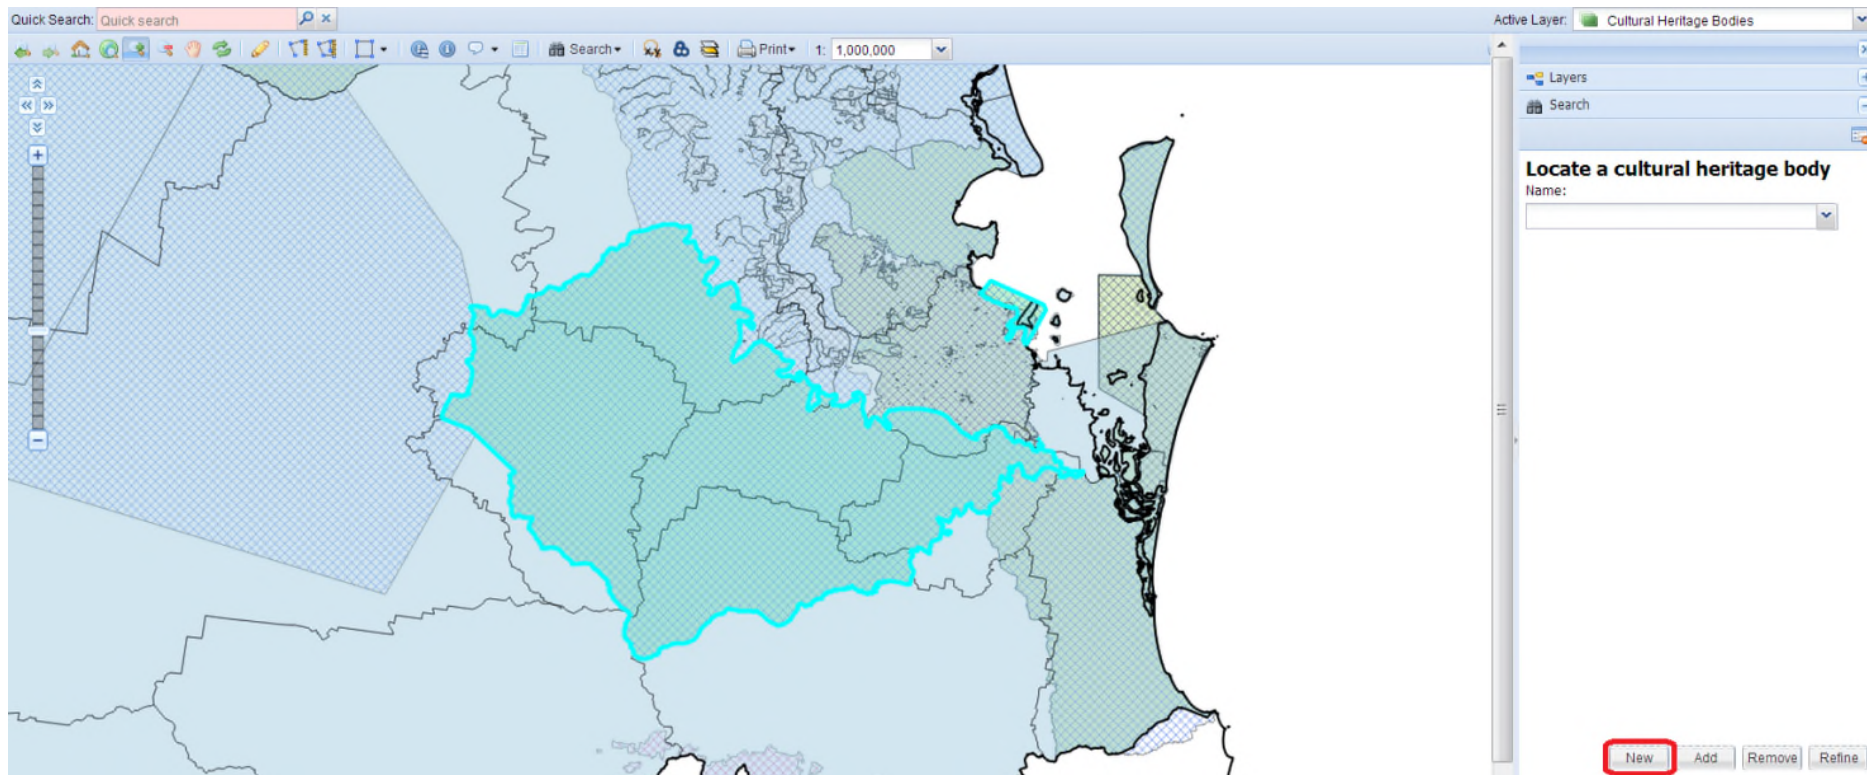 Quick Search: Quick search
Active Layer: Cultural Heritage Bodies
Search Print 1: 1,000,000
Layers
Search
Locate a cultural heritage body
Name:
New Add Remove Refine